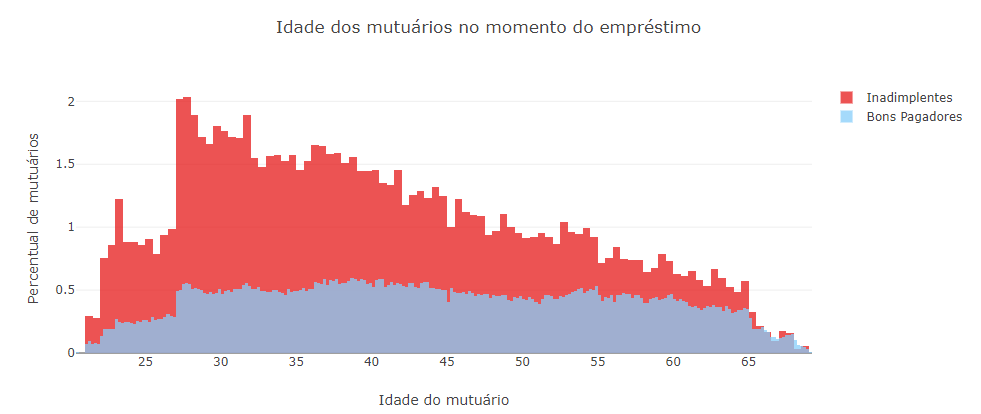 Idade dos mutuários no momento do empréstimo
Inadimplentes
Bons Pagadores
Percentual de mutuários
2
1.5
1
0.5
0
25
30
35
40
45
50
55
60
65
Idade do mutuário